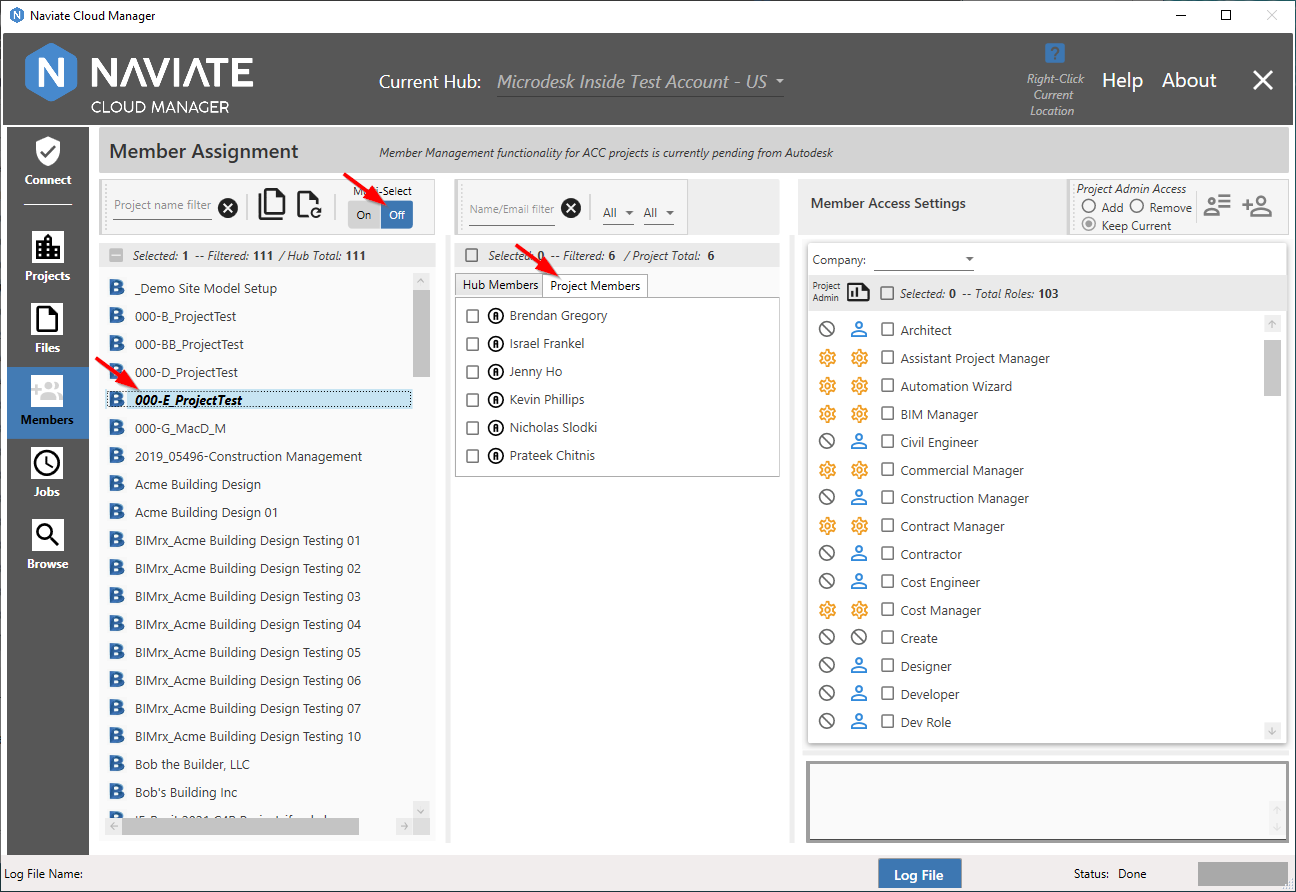 Naviate Cloud Manager
NAVIATE
CLOUD MANAGER
Current Hub: Microdesk Inside Test Account - US
?
Right-Click
Current
Location
Help About
Connect
Projects
Files
Members
Jobs
Browse
Member Assignment
Member Management functionality for ACC projects is currently pending from Autodesk
Project name filter
-Select
On Off
Selected: 1 -- Filtered: 111 / Hub Total: 111
B _Demo Site Model Setup
B 000-B_ProjectTest
B 000-BB_ProjectTest
B 000-D_ProjectTest
B 000-E_ProjectTest
B 000-G_MacD_M
B 2019_05496-Construction Management
B Acme Building Design
B Acme Building Design 01
B BIMrx_Acme Building Design Testing 01
B BIMrx_Acme Building Design Testing 02
B BIMrx_Acme Building Design Testing 03
B BIMrx_Acme Building Design Testing 04
B BIMrx_Acme Building Design Testing 05
B BIMrx_Acme Building Design Testing 06
B BIMrx_Acme Building Design Testing 07
B BIMrx_Acme Building Design Testing 10
B Bob the Builder, LLC
B Bob's Building Inc
Name/Email filter
All All
Selected: 0 -- Filtered: 6 / Project Total: 6
Hub Members Project Members
Brendan Gregory
Israel Frankel
Jenny Ho
Kevin Phillips
Nicholas Slodki
Prateek Chitnis
Member Access Settings
Project Admin Access
Add Remove
Keep Current
Company:
Project
Admin
Selected: 0 -- Total Roles: 103
Architect
Assistant Project Manager
Automation Wizard
BIM Manager
Civil Engineer
Commercial Manager
Construction Manager
Contract Manager
Contractor
Cost Engineer
Cost Manager
Create
Designer
Developer
Dev Role
Log File Name:
Log File
Status: Done